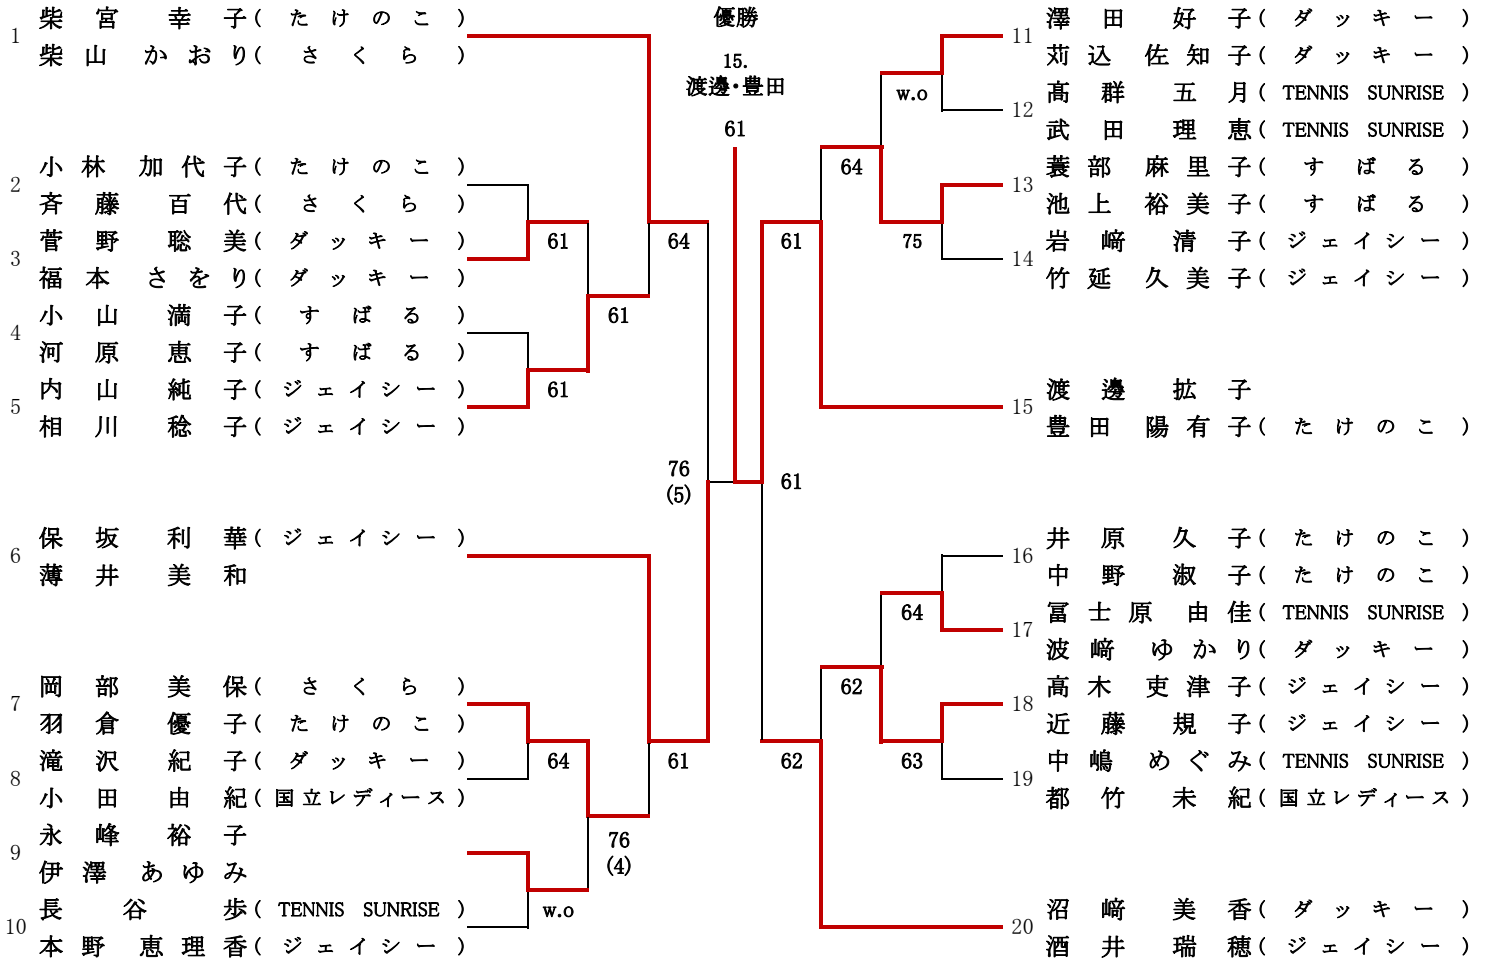 優勝
15.
渡邊・豊田
61
1
柴宮 幸子(たけのこ)
柴山 かおり(さくら)
2
小林 加代子(たけのこ)
斉藤 百代(さくら)
3
菅野 聡美(ダッキー)
福本 さをり(ダッキー)
4
小山 満子(すばる)
河原 恵子(すばる)
5
内山 純子(ジェイシー)
相川 稔子(ジェイシー)
6
保坂 利華(ジェイシー)
薄井 美和
7
岡部 美保(さくら)
羽倉 優子(たけのこ)
8
滝沢 紀子(ダッキー)
小田 由紀(国立レディース)
9
永峰 裕子
伊澤 あゆみ
10
長谷 歩(TENNIS SUNRISE)
本野 恵理香(ジェイシー)
61
61
61
64
64
w.o
76
(4)
61
76
(5)
11
澤田 好子(ダッキー)
苅込 佐知子(ダッキー)
12
髙群 五月(TENNIS SUNRISE)
武田 理恵(TENNIS SUNRISE)
13
蓑部 麻里子(すばる)
池上 裕美子(すばる)
14
岩﨑 清子(ジェイシー)
竹延 久美子(ジェイシー)
15
渡邊 拡子
豊田 陽有子(たけのこ)
16
井原 久子(たけのこ)
中野 淑子(たけのこ)
17
冨士原 由佳(TENNIS SUNRISE)
波﨑 ゆかり(ダッキー)
18
高木 吏津子(ジェイシー)
近藤 規子(ジェイシー)
19
中嶋 めぐみ(TENNIS SUNRISE)
都竹 未紀(国立レディース)
20
沼﨑 美香(ダッキー)
酒井 瑞穂(ジェイシー)
w.o
75
64
61
61
64
63
62
62